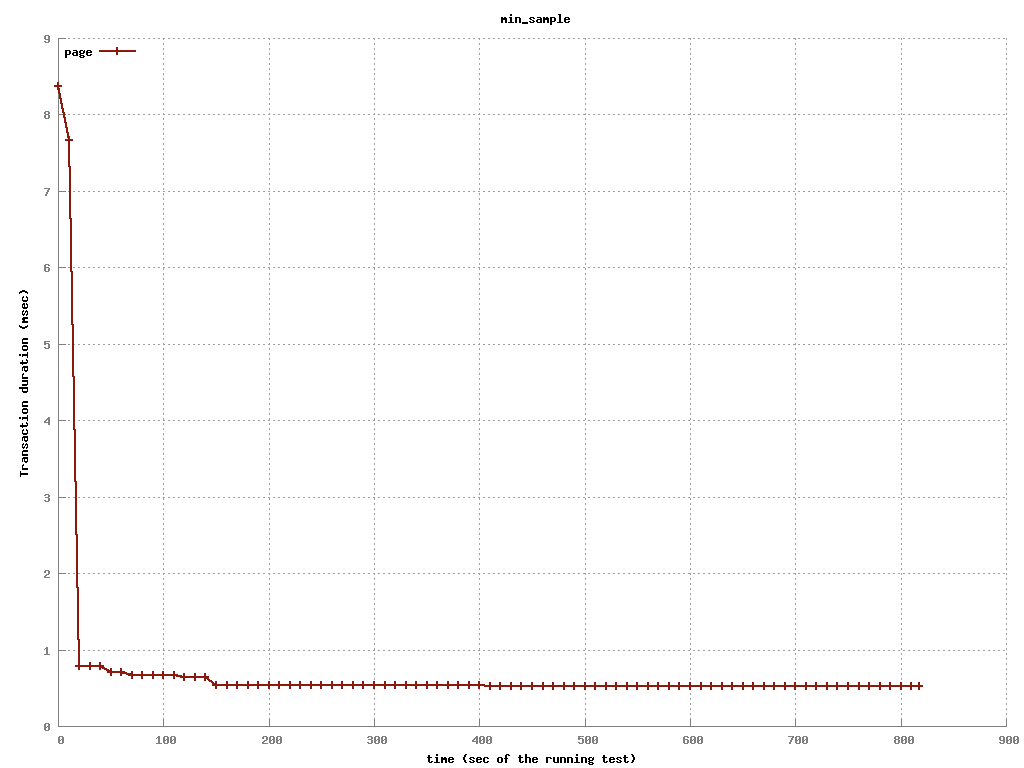 min_sample
page
9
8
7
6
5
4
3
2
1
0
Transaction duration (msec)
0 100 200 300 400 500 600 700 800 900
time (sec of the running test)